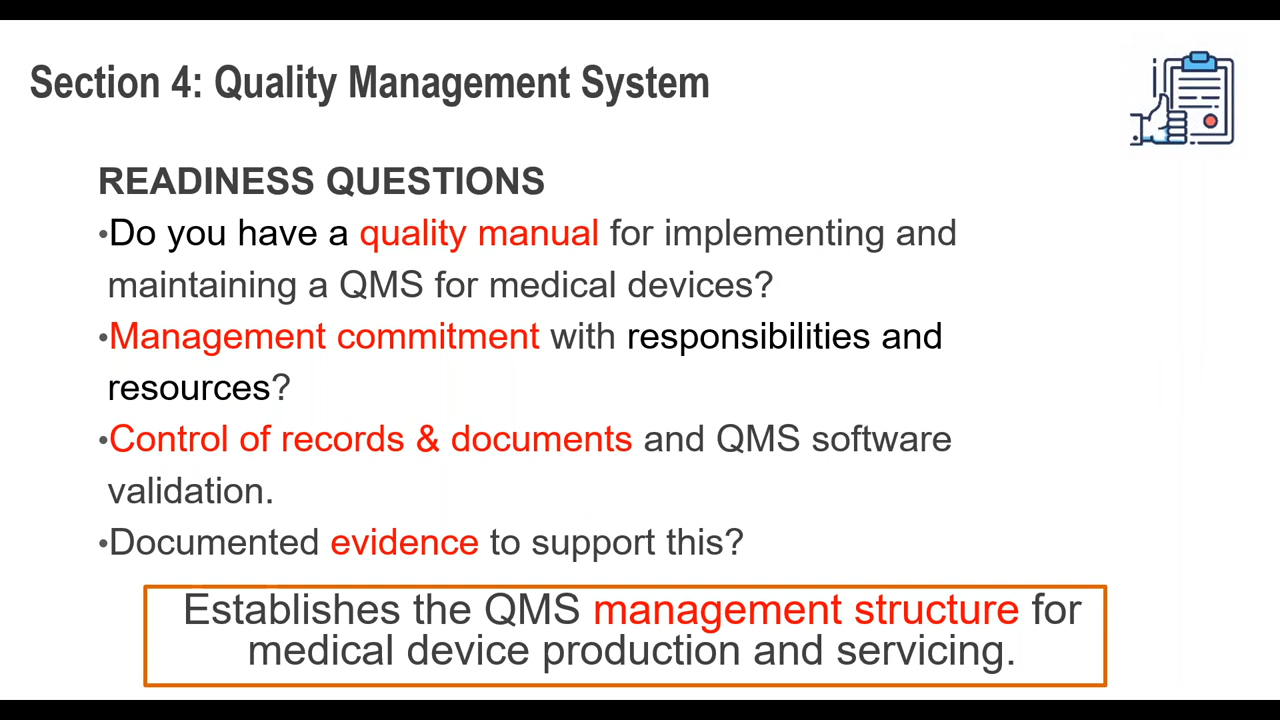 Section 4: Quality Management System
READINESS QUESTIONS
•Do you have a quality manual for implementing and
maintaining a QMS for medical devices?
•Management commitment with responsibilities and
resources?
•Control of records & documents and QMS software
validation.
•Documented evidence to support this?
Establishes the QMS management structure for
medical device production and servicing.